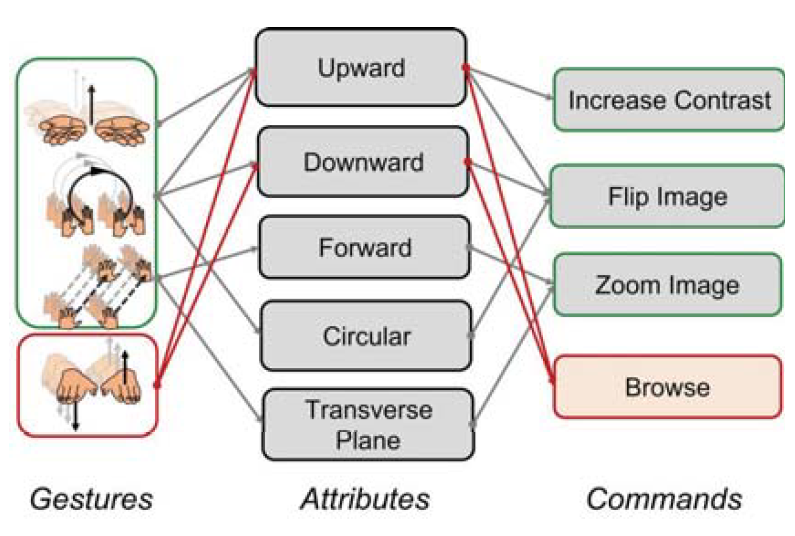 Upward
Increase Contrast
Downward
Flip Image
Forward
Zoom Image
Circular
Browse
Transverse
Plane
Gestures
Attributes
Commands